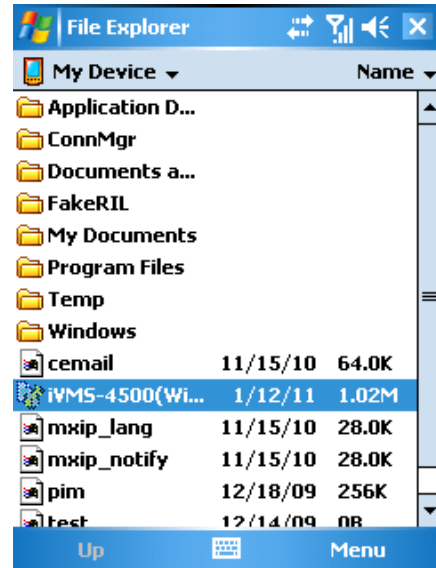 File Explorer
My Device Name
Application D...
ConnMgr
Documents a...
FakeRIL
My Documents
Program Files
Temp
Windows
cemail 11/15/10 64.0K
iVMS-4500(Wi... 1/12/11 1.02M
mxip_lang 11/15/10 28.0K
mxip_notify 11/15/10 28.0K
pim 12/18/09 256K
test 12/14/09 0B
Up Menu